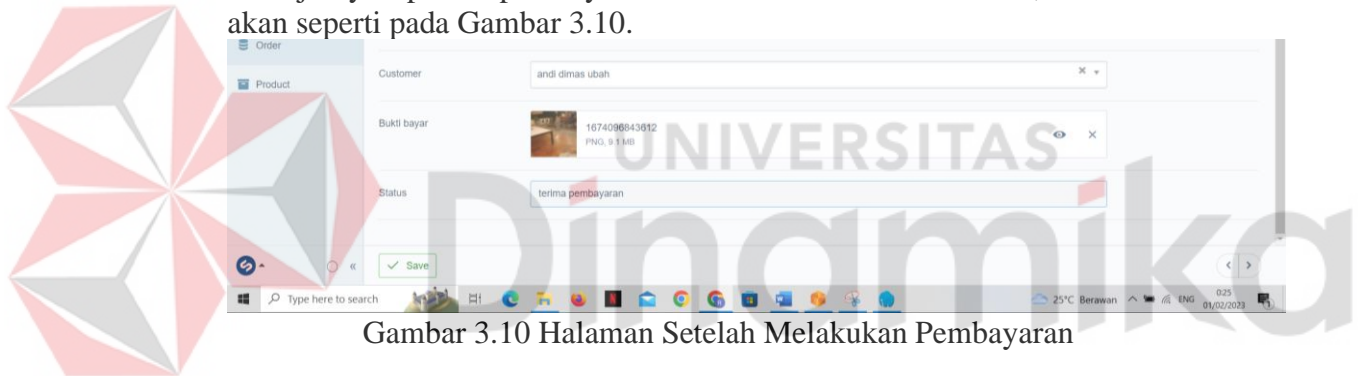 akan seperti pada Gambar 3.10.
Order
Product
Customer
andi dimas ubah
Bukti bayar
1674096843612
PNG, 9.1 MB
Status
terima pembayaran
Save
Type here to search
25°C Berawan
ENG
0:25
01/02/2023
UNIVERSITAS
Dinamika
Gambar 3.10 Halaman Setelah Melakukan Pembayaran